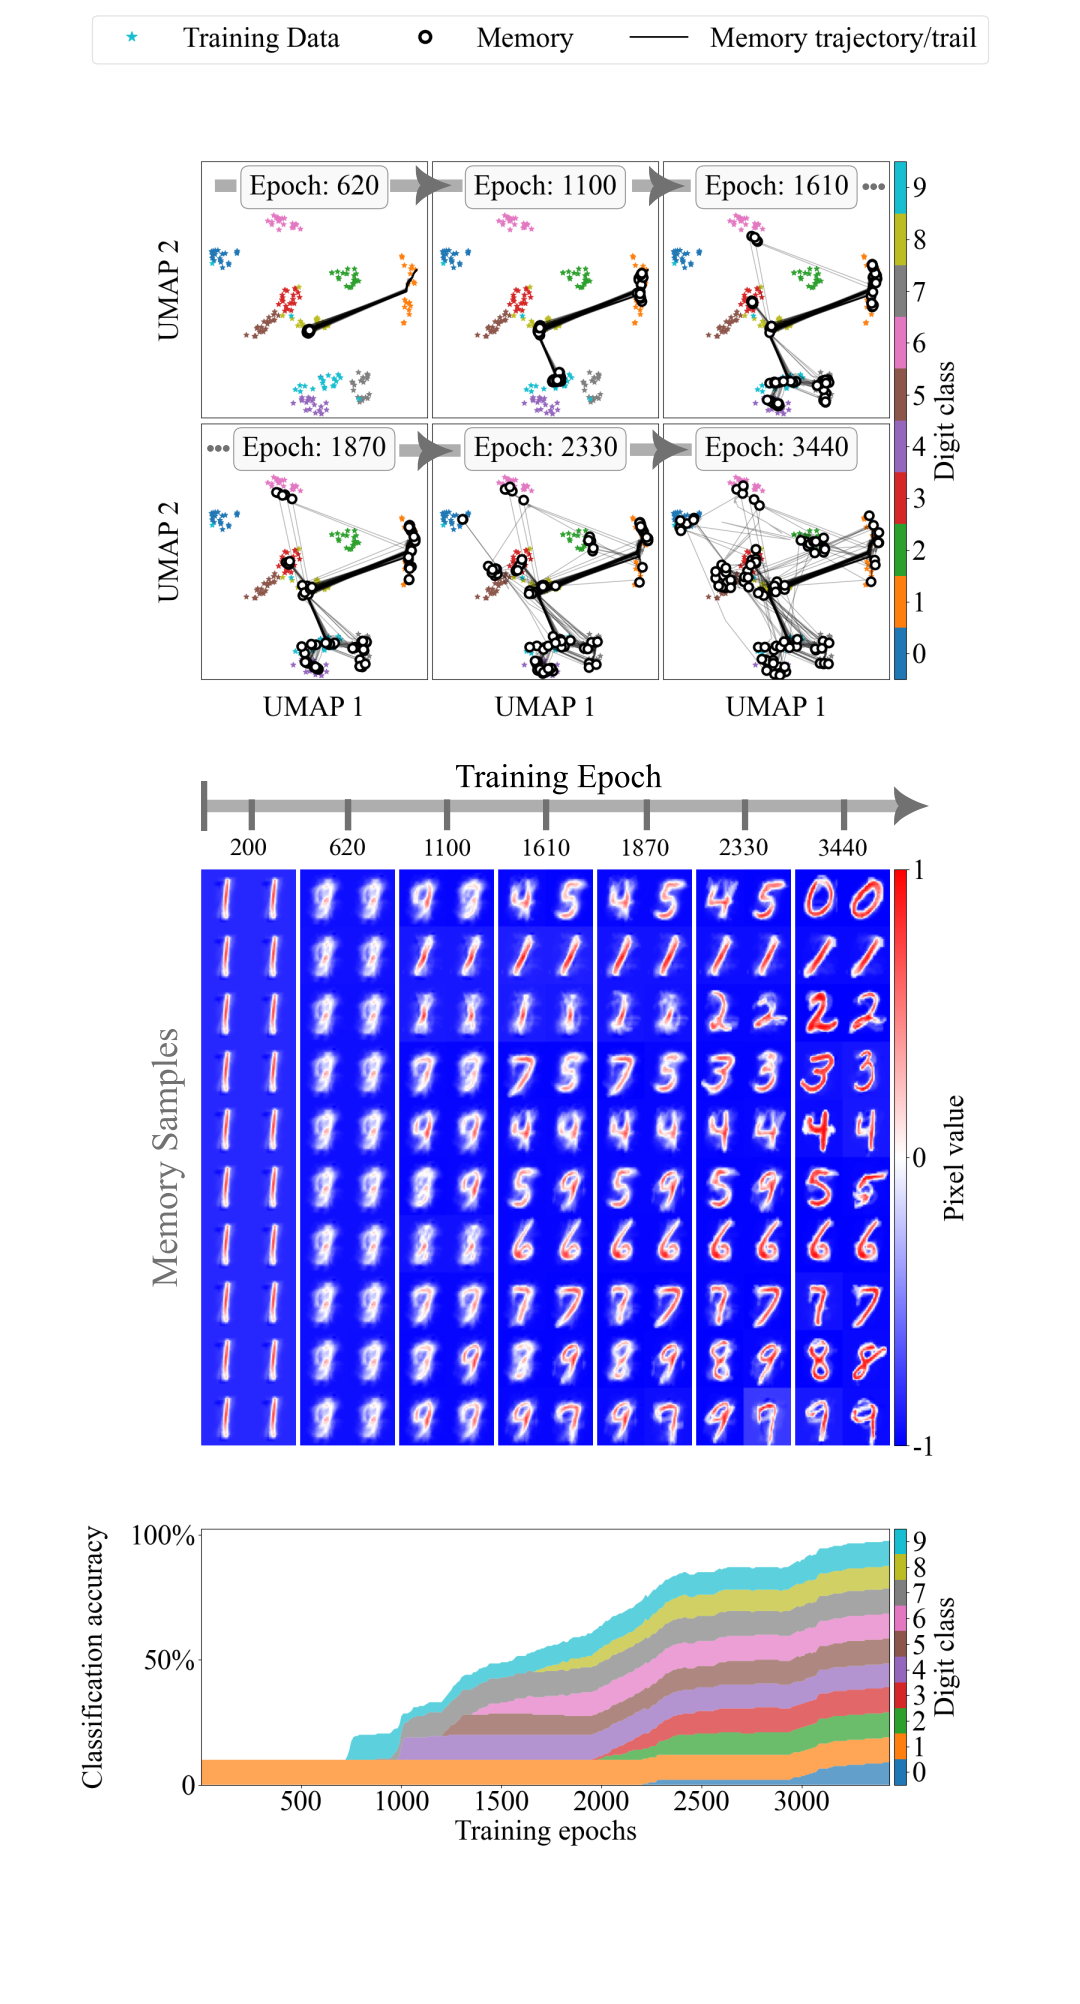 Training Data
Memory
Memory trajectory/trail
Epoch: 620
Epoch: 1100
Epoch: 1610
UMAP 2
Epoch: 1870
Epoch: 2330
Epoch: 3440
UMAP 2
UMAP 1
UMAP 1
UMAP 1
9
8
7
6
5
4
3
2
1
0
Digit class
Training Epoch
200
620
1100
1610
1870
2330
3440
Memory Samples
1
0
-1
Pixel value
Classification accuracy
100%
50%
0
500
1000
1500
2000
2500
3000
Training epochs
9
8
7
6
5
4
3
2
1
0
Digit class